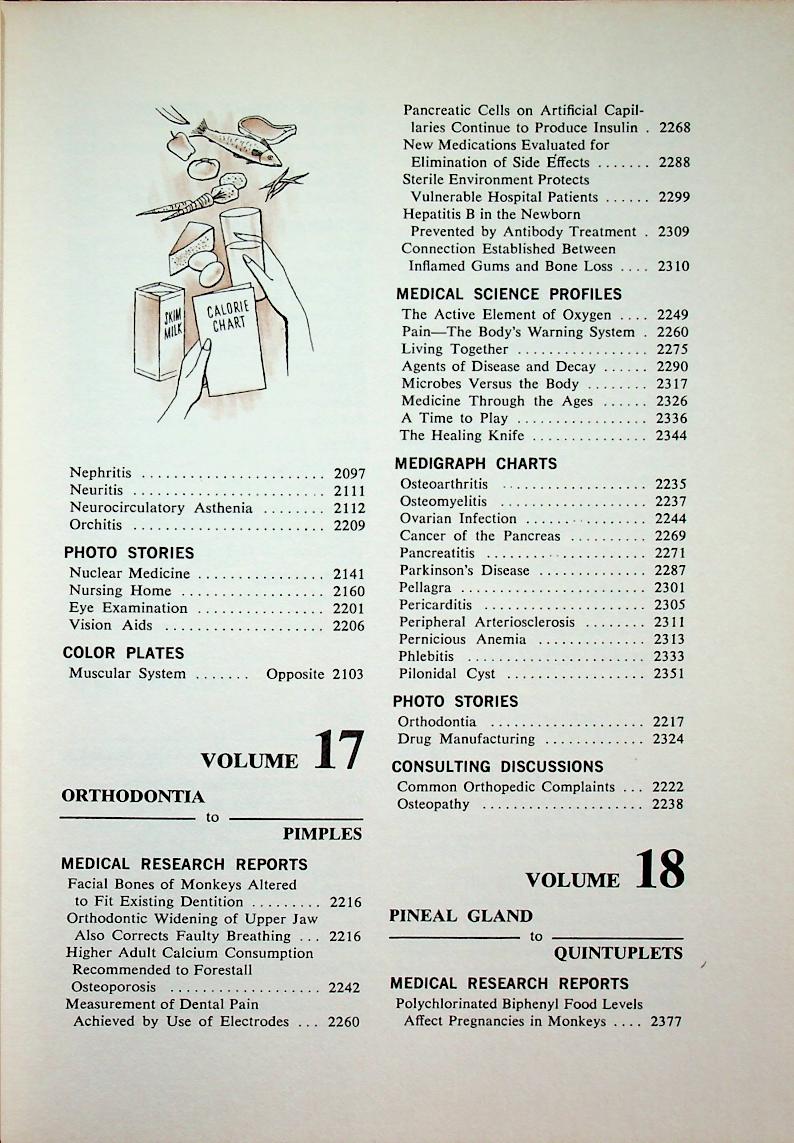 SKIM
MILK
CALORIE
CHART
Nephritis ....................... 2097
Neuritis ........................ 2111
Neurocirculatory Asthenia ........ 2112
Orchitis ........................ 2209
PHOTO STORIES
Nuclear Medicine ................ 2141
Nursing Home .................. 2160
Eye Examination ................ 2201
Vision Aids .................... 2206
COLOR PLATES
Muscular System ....... Opposite 2103
VOLUME 17
ORTHODONTIA
to
PIMPLES
MEDICAL RESEARCH REPORTS
Facial Bones of Monkeys Altered
to Fit Existing Dentition ......... 2216
Orthodontic Widening of Upper Jaw
Also Corrects Faulty Breathing ... 2216
Higher Adult Calcium Consumption
Recommended to Forestall
Osteoporosis ................... 2242
Measurement of Dental Pain
Achieved by Use of Electrodes ... 2260
Pancreatic Cells on Artificial Capil-
laries Continue to Produce Insulin . 2268
New Medications Evaluated for
Elimination of Side Effects ....... 2288
Sterile Environment Protects
Vulnerable Hospital Patients ...... 2299
Hepatitis B in the Newborn
Prevented by Antibody Treatment . 2309
Connection Established Between
Inflamed Gums and Bone Loss .... 2310
MEDICAL SCIENCE PROFILES
The Active Element of Oxygen .... 2249
Pain—The Body's Warning System . 2260
Living Together ................. 2275
Agents of Disease and Decay ...... 2290
Microbes Versus the Body ........ 2317
Medicine Through the Ages ...... 2326
A Time to Play ................. 2336
The Healing Knife ............... 2344
MEDIGRAPH CHARTS
Osteoarthritis .................. 2235
Osteomyelitis .................. 2237
Ovarian Infection ............... 2244
Cancer of the Pancreas .......... 2269
Pancreatitis .................... 2271
Parkinson's Disease ............. 2287
Pellagra ....................... 2301
Pericarditis .................... 2305
Peripheral Arteriosclerosis ........ 2311
Pernicious Anemia ............. 2313
Phlebitis ...................... 2333
Pilonidal Cyst ................. 2351
PHOTO STORIES
Orthodontia .................... 2217
Drug Manufacturing ............ 2324
CONSULTING DISCUSSIONS
Common Orthopedic Complaints ... 2222
Osteopathy ..................... 2238
VOLUME 18
PINEAL GLAND
to
QUINTUPLETS
MEDICAL RESEARCH REPORTS
Polychlorinated Biphenyl Food Levels
Affect Pregnancies in Monkeys .... 2377